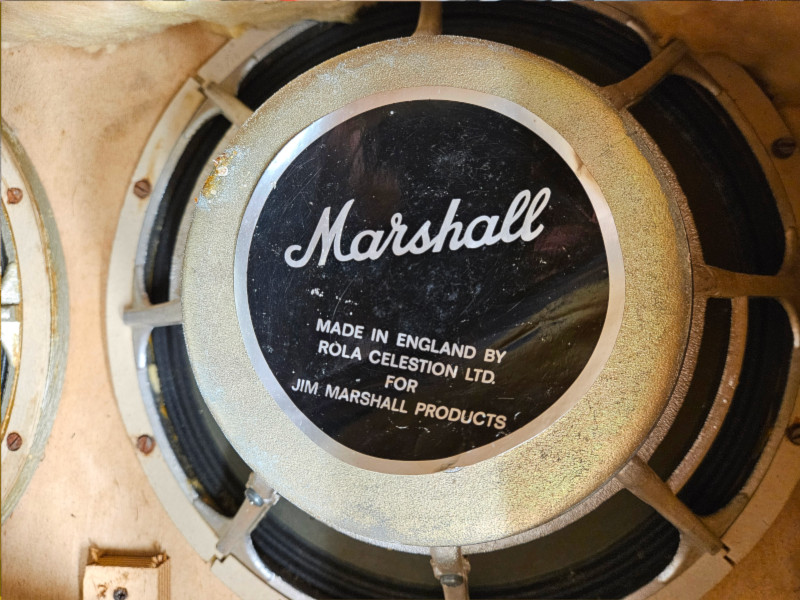 Marshall
MADE IN ENGLAND BY
ROLA CELESTION LTD.
FOR
JIM MARSHALL PRODUCTS